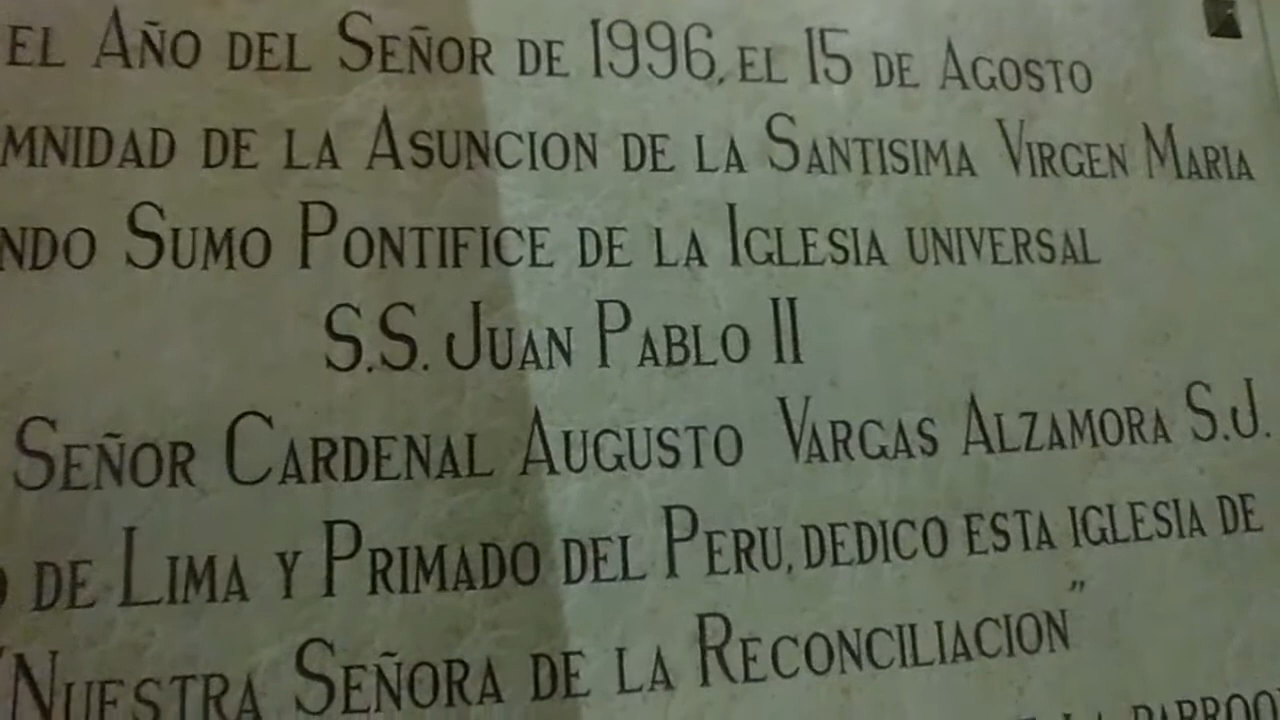 EL AÑO DEL SEÑOR DE 1996, EL 15 DE AGOSTO
MNIDAD DE LA ASUNCION DE LA SANTISIMA VIRGEN MARIA
NDO SUMO PONTIFICE DE LA IGLESIA UNIVERSAL
S.S. JUAN PABLO II
SEÑOR CARDENAL AUGUSTO VARGAS ALZAMORA S.J.
DE LIMA Y PRIMADO DEL PERU, DEDICO ESTA IGLESIA DE
"NUESTRA SEÑORA DE LA RECONCILIACION"
LA